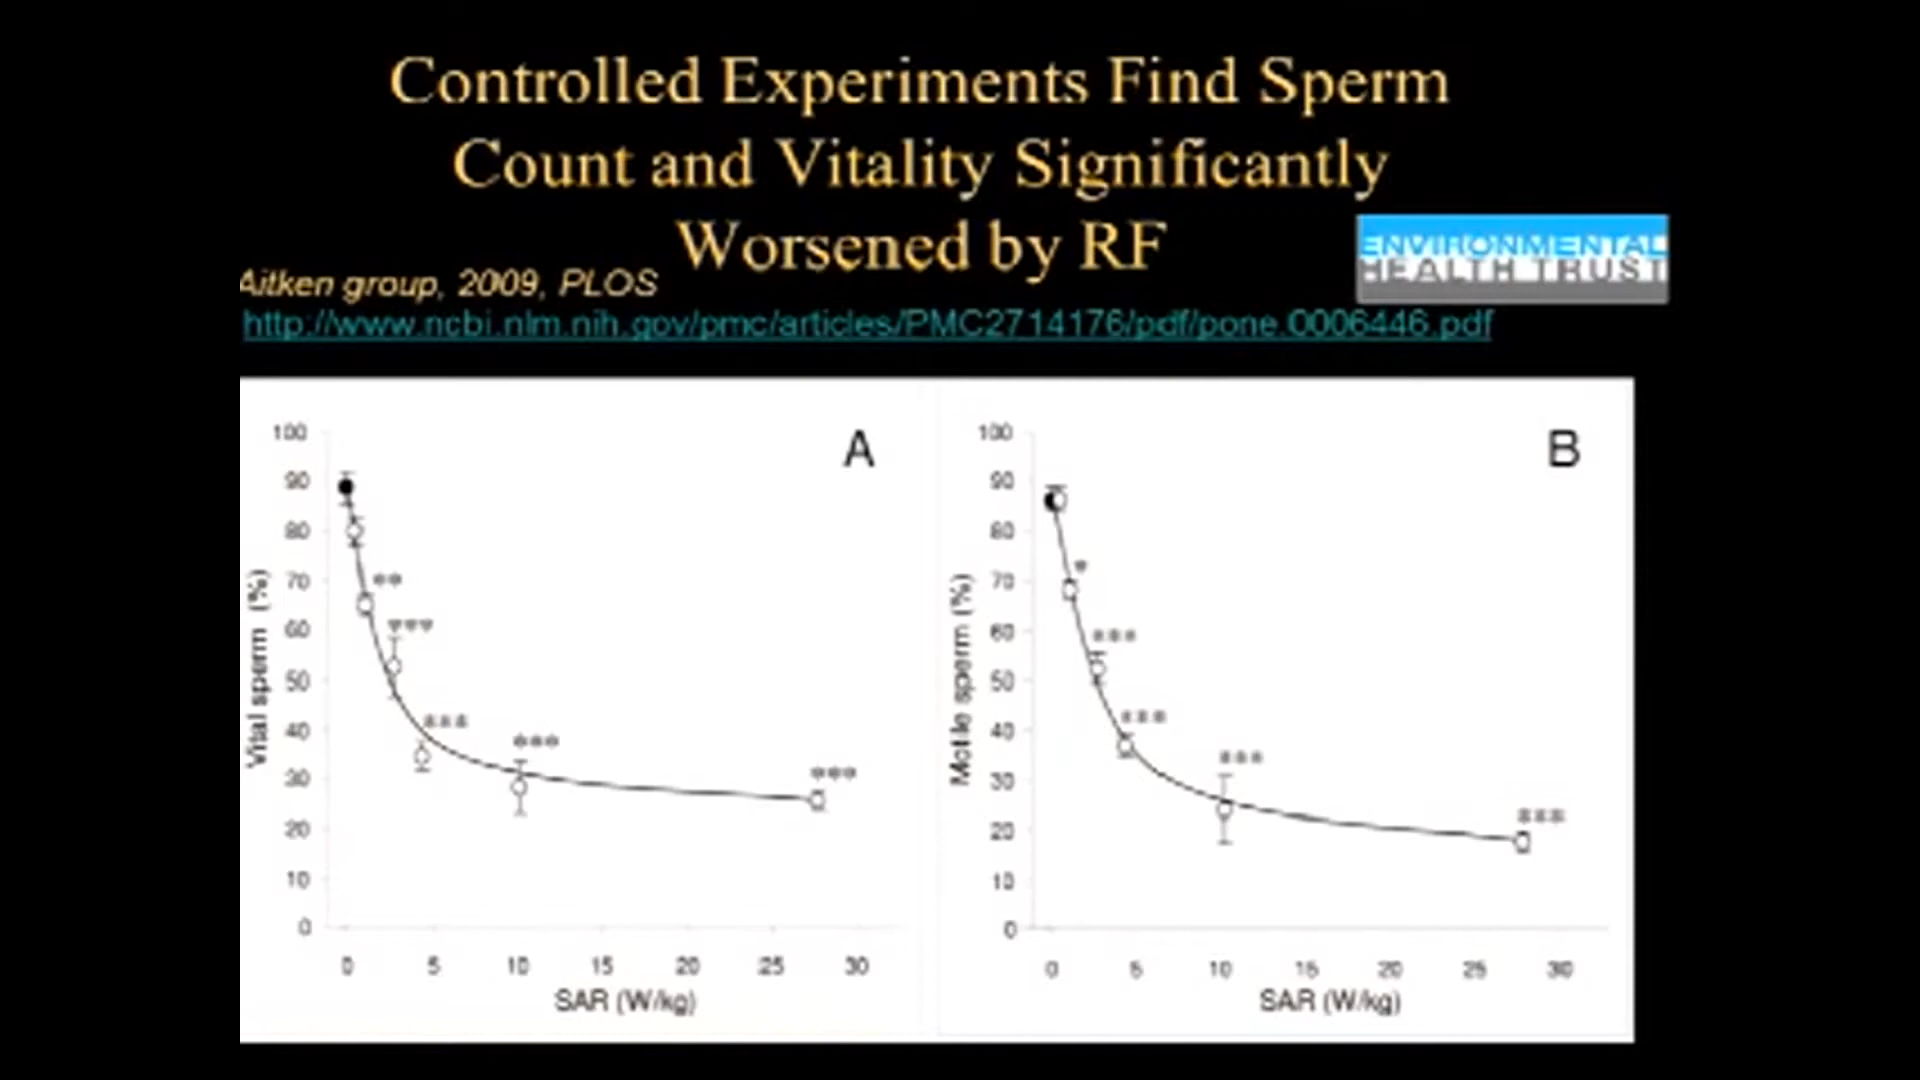 Controlled Experiments Find Sperm
Count and Vitality Significantly
Worsened by RF
ENVIRONMENTAL
HEALTH TRUST
Aitken group, 2009, PLOS
http://www.ncbi.nlm.nih.gov/pmc/articles/PMC2714176/pdf/pone.0006446.pdf
A
100
90
80
70
60
50
40
30
20
10
0
Vital sperm (%)
**
***
***
***
***
0 5 10 15 20 25 30
SAR (W/kg)
B
100
90
80
70
60
50
40
30
20
10
0
Motile sperm (%)
*
***
***
***
***
0 5 10 15 20 25 30
SAR (W/kg)